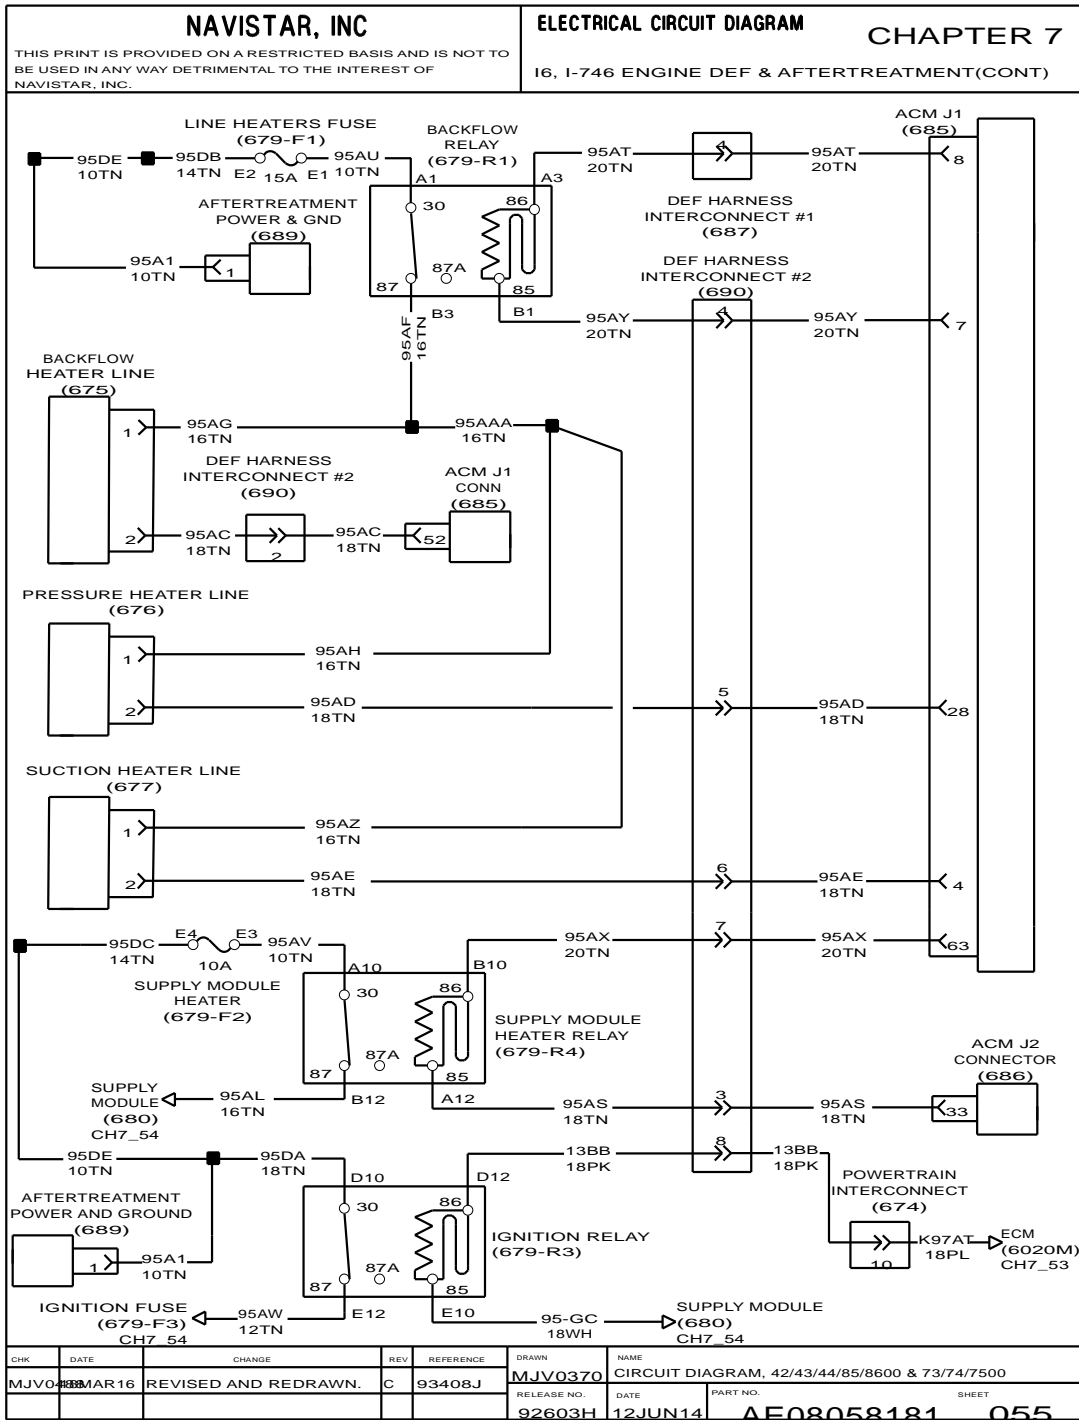 NAVISTAR, INC
THIS PRINT IS PROVIDED ON A RESTRICTED BASIS AND IS NOT TO
BE USED IN ANY WAY DETRIMENTAL TO THE INTEREST OF
NAVISTAR, INC.
ELECTRICAL CIRCUIT DIAGRAM
CHAPTER 7
I6, I-746 ENGINE DEF & AFTERTREATMENT(CONT)
LINE HEATERS FUSE
(679-F1)
95DE
10TN
95DB
14TN
E2
15A
E1
95AU
10TN
BACKFLOW
RELAY
(679-R1)
A1
A3
30
86
87A
87
85
B3
B1
95AT
20TN
4
95AT
20TN
ACM J1
(685)
8
DEF HARNESS
INTERCONNECT #1
(687)
AFTERTREATMENT
POWER & GND
(689)
95A1
10TN
1
DEF HARNESS
INTERCONNECT #2
(690)
95AY
20TN
4
95AY
20TN
7
95AF
16TN
BACKFLOW
HEATER LINE
(675)
1
95AG
16TN
95AAA
16TN
DEF HARNESS
INTERCONNECT #2
(690)
ACM J1
CONN
(685)
2
95AC
18TN
2
95AC
18TN
52
PRESSURE HEATER LINE
(676)
1
95AH
16TN
2
95AD
18TN
5
95AD
18TN
28
SUCTION HEATER LINE
(677)
1
95AZ
16TN
2
95AE
18TN
6
95AE
18TN
4
95DC
14TN
E4
E3
10A
95AV
10TN
SUPPLY MODULE
HEATER
(679-F2)
A10
B10
30
86
87A
87
85
B12
A12
95AX
20TN
7
95AX
20TN
63
SUPPLY MODULE
HEATER RELAY
(679-R4)
SUPPLY
MODULE
(680)
CH7_54
95AL
16TN
95AS
18TN
3
95AS
18TN
ACM J2
CONNECTOR
(686)
33
95DE
10TN
95DA
18TN
13BB
18PK
8
13BB
18PK
D10
D12
30
86
87A
87
85
E12
E10
IGNITION RELAY
(679-R3)
AFTERTREATMENT
POWER AND GROUND
(689)
1
95A1
10TN
POWERTRAIN
INTERCONNECT
(674)
10
K97AT
18PL
ECM
(6020M)
CH7_53
IGNITION FUSE
(679-F3)
CH7_54
95AW
12TN
95-GC
18WH
SUPPLY MODULE
(680)
CH7_54
CHK
DATE
CHANGE
REV
REFERENCE
REVISED AND REDRAWN.
C
93408J
DRAWN
MJV0370
NAME
CIRCUIT DIAGRAM, 42/43/44/85/8600 & 73/74/7500
RELEASE NO.
92603H
DATE
12JUN14
PART NO.
AF08058181
SHEET
055